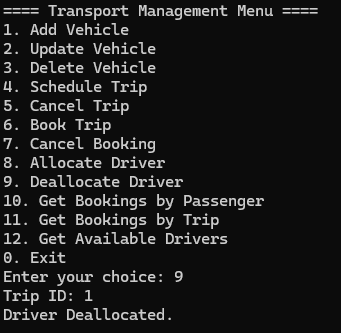 ==== Transport Management Menu ====
1. Add Vehicle
2. Update Vehicle
3. Delete Vehicle
4. Schedule Trip
5. Cancel Trip
6. Book Trip
7. Cancel Booking
8. Allocate Driver
9. Deallocate Driver
10. Get Bookings by Passenger
11. Get Bookings by Trip
12. Get Available Drivers
0. Exit
Enter your choice: 9
Trip ID: 1
Driver Deallocated.